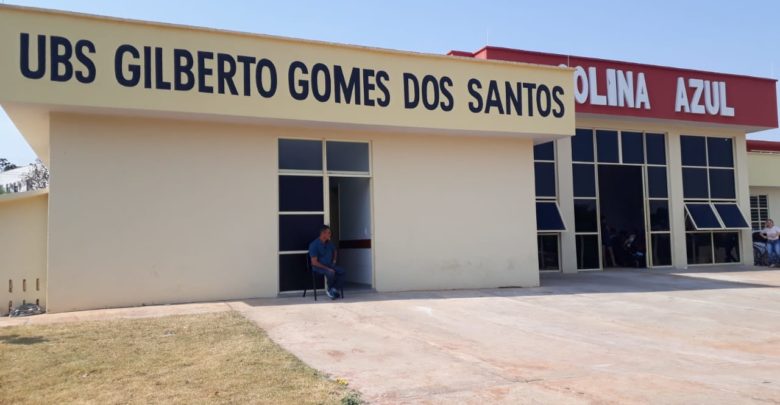 UBS GILBERTO GOMES DOS SANTOS
OLINA AZUL